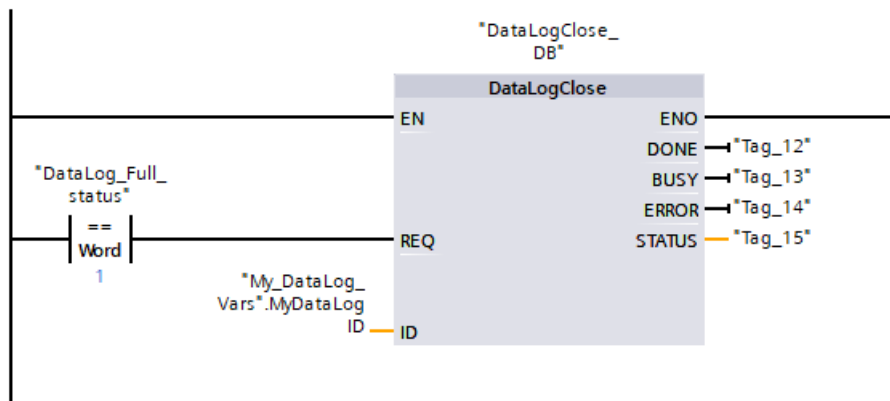 "DataLogClose_
DB"
DataLogClose
EN
ENO
DONE
"Tag_12"
"DataLog_Full_
status"
BUSY
"Tag_13"
ERROR
"Tag_14"
==
Word
1
REQ
STATUS
"Tag_15"
"My_DataLog_
Vars".MyDataLog
ID
ID